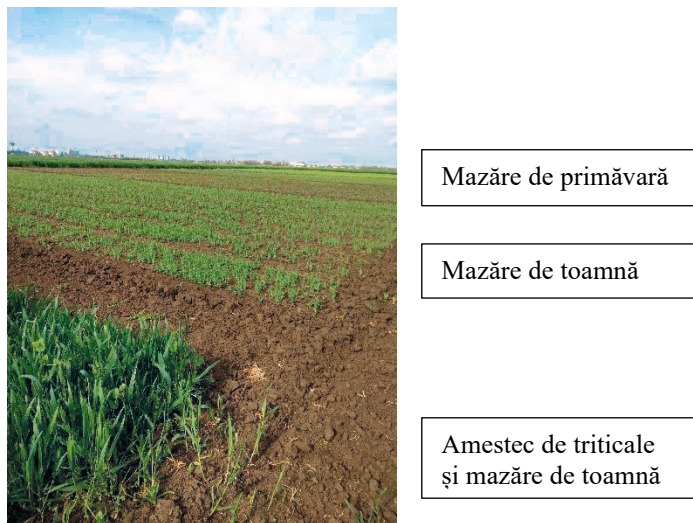 Mazăre de primăvară
Mazăre de toamnă
Amestec de triticale
și mazăre de toamnă